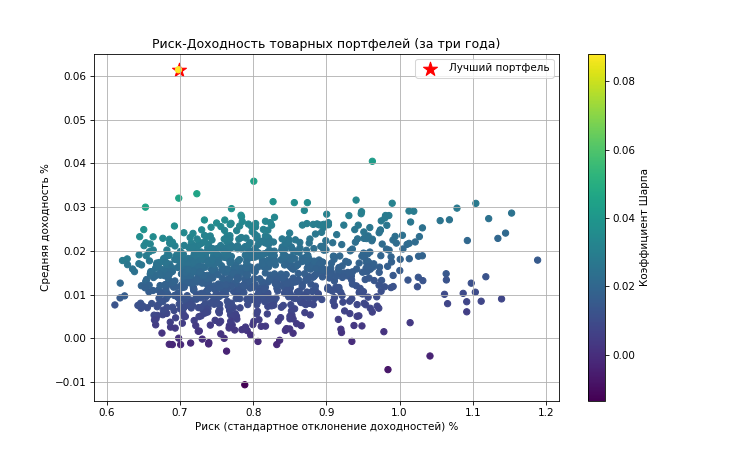 Риск-Доходность товарных портфелей (за три года)
Лучший портфель
Средняя доходность %
0.06
0.05
0.04
0.03
0.02
0.01
0.00
−0.01
0.6 0.7 0.8 0.9 1.0 1.1 1.2
Риск (стандартное отклонение доходностей) %
0.08
0.06
0.04
0.02
0.00
Коэффициент Шарпа